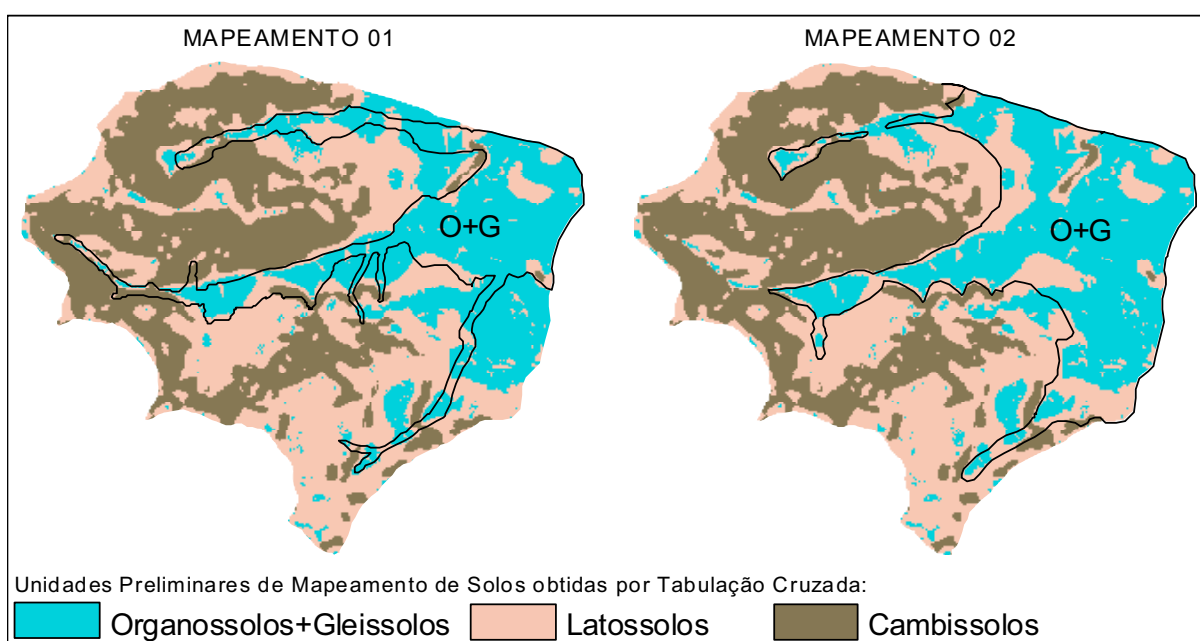 MAPEAMENTO 01
MAPEAMENTO 02
O+G
O+G
Unidades Preliminares de Mapeamento de Solos obtidas por Tabulação Cruzada:
Organossolos+Gleissolos
Latossolos
Cambissolos